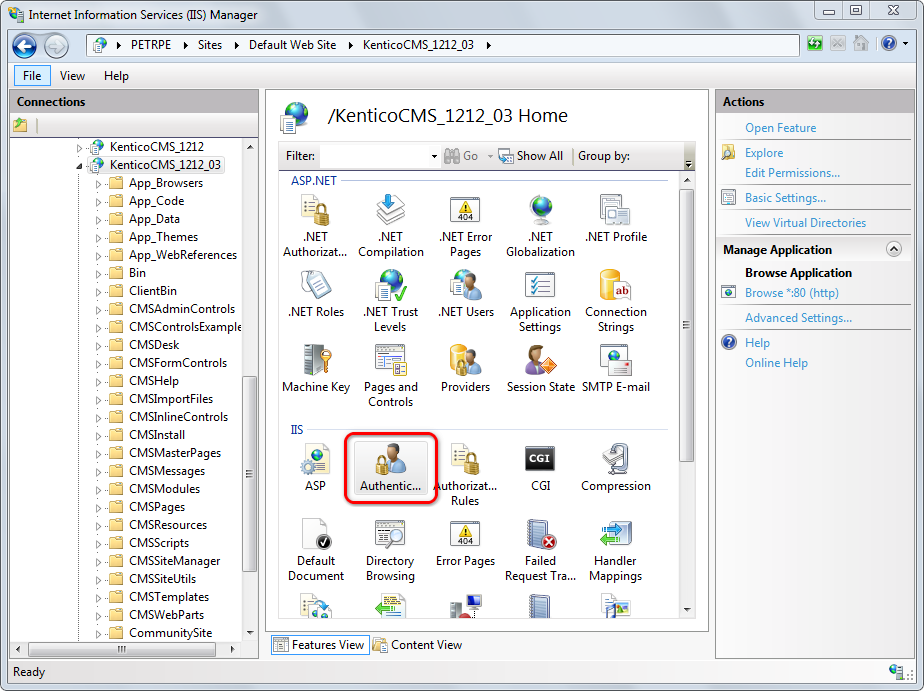 Internet Information Services (IIS) Manager
PETRPE Sites Default Web Site KenticoCMS_1212_03
File View Help
Connections
KenticoCMS_1212
KenticoCMS_1212_03
App_Browsers
App_Code
App_Data
App_Themes
App_WebReferences
Bin
ClientBin
CMSAdminControls
CMSControlsExample
CMSDesk
CMSFormControls
CMSHelp
CMSImportFiles
CMSInlineControls
CMSInstall
CMSMasterPages
CMSMessages
CMSModules
CMSPages
CMSResources
CMSScripts
CMSSiteManager
CMSSiteUtils
CMSTemplates
CMSWebParts
CommunitySite
/KenticoCMS_1212_03 Home
Filter: Go Show All Group by:
ASP.NET
.NET Authorizat...
.NET Compilation
.NET Error Pages
.NET Globalization
.NET Profile
404
.NET Roles
.NET Trust Levels
.NET Users
Application Settings
Connection Strings
ab
Machine Key
Pages and Controls
Providers
Session State
SMTP E-mail
IIS
ASP
Authentic...
Authorizat... Rules
CGI
CGI
Compression
Default Document
Directory Browsing
404
Error Pages
Failed Request Tra...
Handler Mappings
Features View Content View
Actions
Open Feature
Explore
Edit Permissions...
Basic Settings...
View Virtual Directories
Manage Application
Browse Application
Browse *:80 (http)
Advanced Settings...
Help
Online Help
Ready